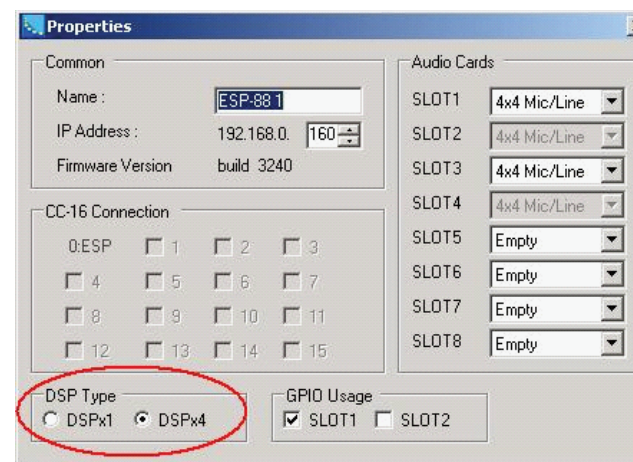 Properties
Common
Name :
ESP-88 1
IP Address :
192.168.0. 160
Firmware Version
build 3240
CC-16 Connection
0:ESP 1 2 3
4 5 6 7
8 9 10 11
12 13 14 15
DSP Type
DSPx1 DSPx4
GPIO Usage
SLOT1 SLOT2
Audio Cards
SLOT1 4x4 Mic/Line
SLOT2 4x4 Mic/Line
SLOT3 4x4 Mic/Line
SLOT4 4x4 Mic/Line
SLOT5 Empty
SLOT6 Empty
SLOT7 Empty
SLOT8 Empty